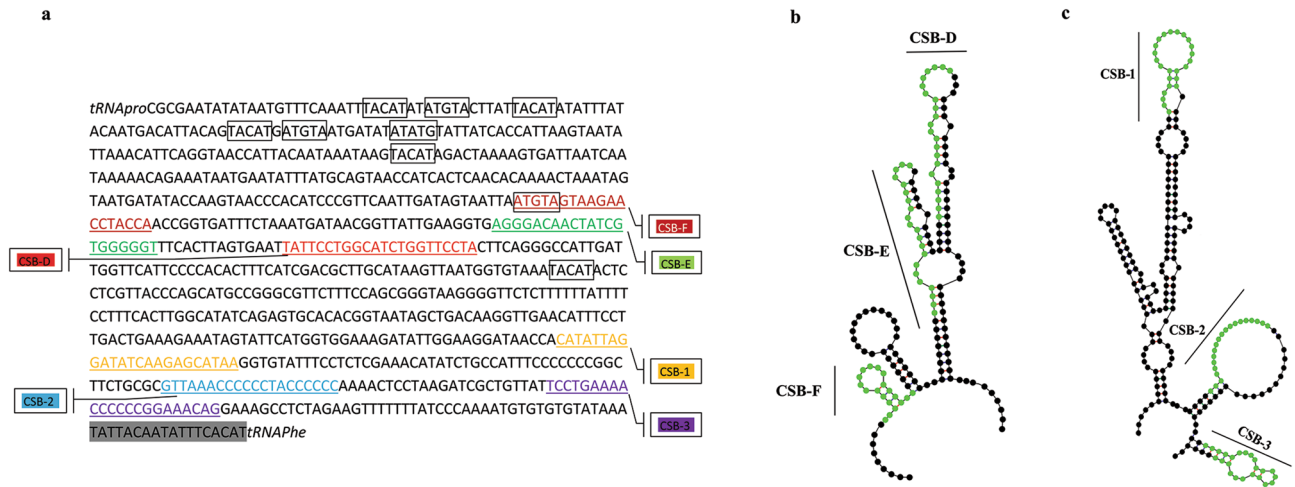 a
tRNAproCGCGAATATATAATGTTTCAAATTTACATATATGTACTTATTACATATATTTAT
ACAATGACATTACAGTACATGATGTAAATGATATATATGTATTATCACCATTAAGTAATA
TTAAACATTCAGGTAACCATTACAATAAATAAGTACATAGACTAAAAGTGATTAATCAA
TAAAAACAGAAATAATGAATATTTATGCAGTAACCATCACTCAACACAAAACTAAATAG
TAATGATATACCAAGTAACCCACATCCCGTTCAATTGATAGTAATTAATGTAGTAAGAA
CCTACCAACCGGTGATTTCTAAATGATAACGGTTATTGAAGGTGAGGGACAACTATCG
TGGGGGTTTCACTTAGTGAATTATTCCTGGCATCTGGTTCCTACTTCAGGGCCATTGAT
TGGTTCATTCCCCACACTTTCATCGACGCTTGCATAAGTTAATGGTGTAAATACATACTC
CTCGTTACCCAGCATGCCGGGCGTTCTTTCCAGCGGGTAAGGGGTTCTCTTTTTTATTTT
CCTTTCACTTGGCATATCAGAGTGCACACGGTAATAGCTGACAAGGTTGAACATTTCCT
TGACTGAAAGAAATAGTATTCATGGTGGAAAGATATTGGAAGGATAACCACATATTAG
GATATCAAGAGCATAAGGTGTATTTCCTCTCGAAACATATCTGCCATTTCCCCCCCGGC
TTCTGCGCGTTAAACCCCCCTACCCCCCAAAACTCCTAAGATCGCTGTTATTCCTGAAAA
CCCCCCGGAAACAGGAAAGCCTCTAGAAGTTTTTTTATCCCAAAATGTGTGTGTATAAA
TATTACAATATTTCACATtRNAPhe
CSB-F
CSB-E
CSB-D
CSB-1
CSB-2
CSB-3
b
CSB-D
CSB-E
CSB-F
c
CSB-1
CSB-2
CSB-3